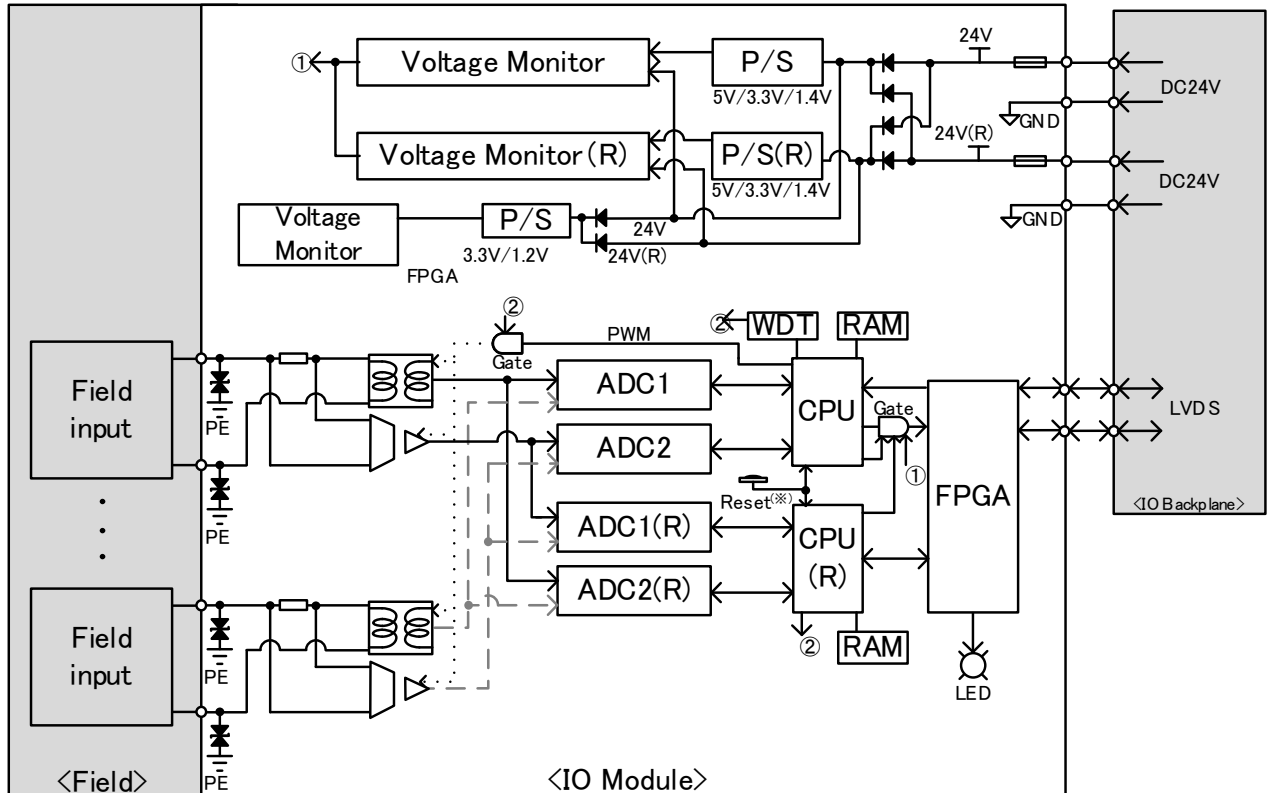 24V
① Voltage Monitor P/S
5V/3.3V/1.4V
DC24V
GND
24V(R)
Voltage Monitor(R) P/S(R)
5V/3.3V/1.4V
DC24V
GND
Voltage
Monitor
P/S
3.3V/1.2V
24V
24V(R)
FPGA
②
Gate
PWM
② WDT RAM
Field
input
PE
PE
ADC1
ADC2
CPU
Gate
①
LVDS
FPGA
Reset(※)
<IO Backplane>
ADC1(R)
ADC2(R)
CPU
(R)
②
RAM
LED
Field
input
PE
PE
<Field>
<IO Module>